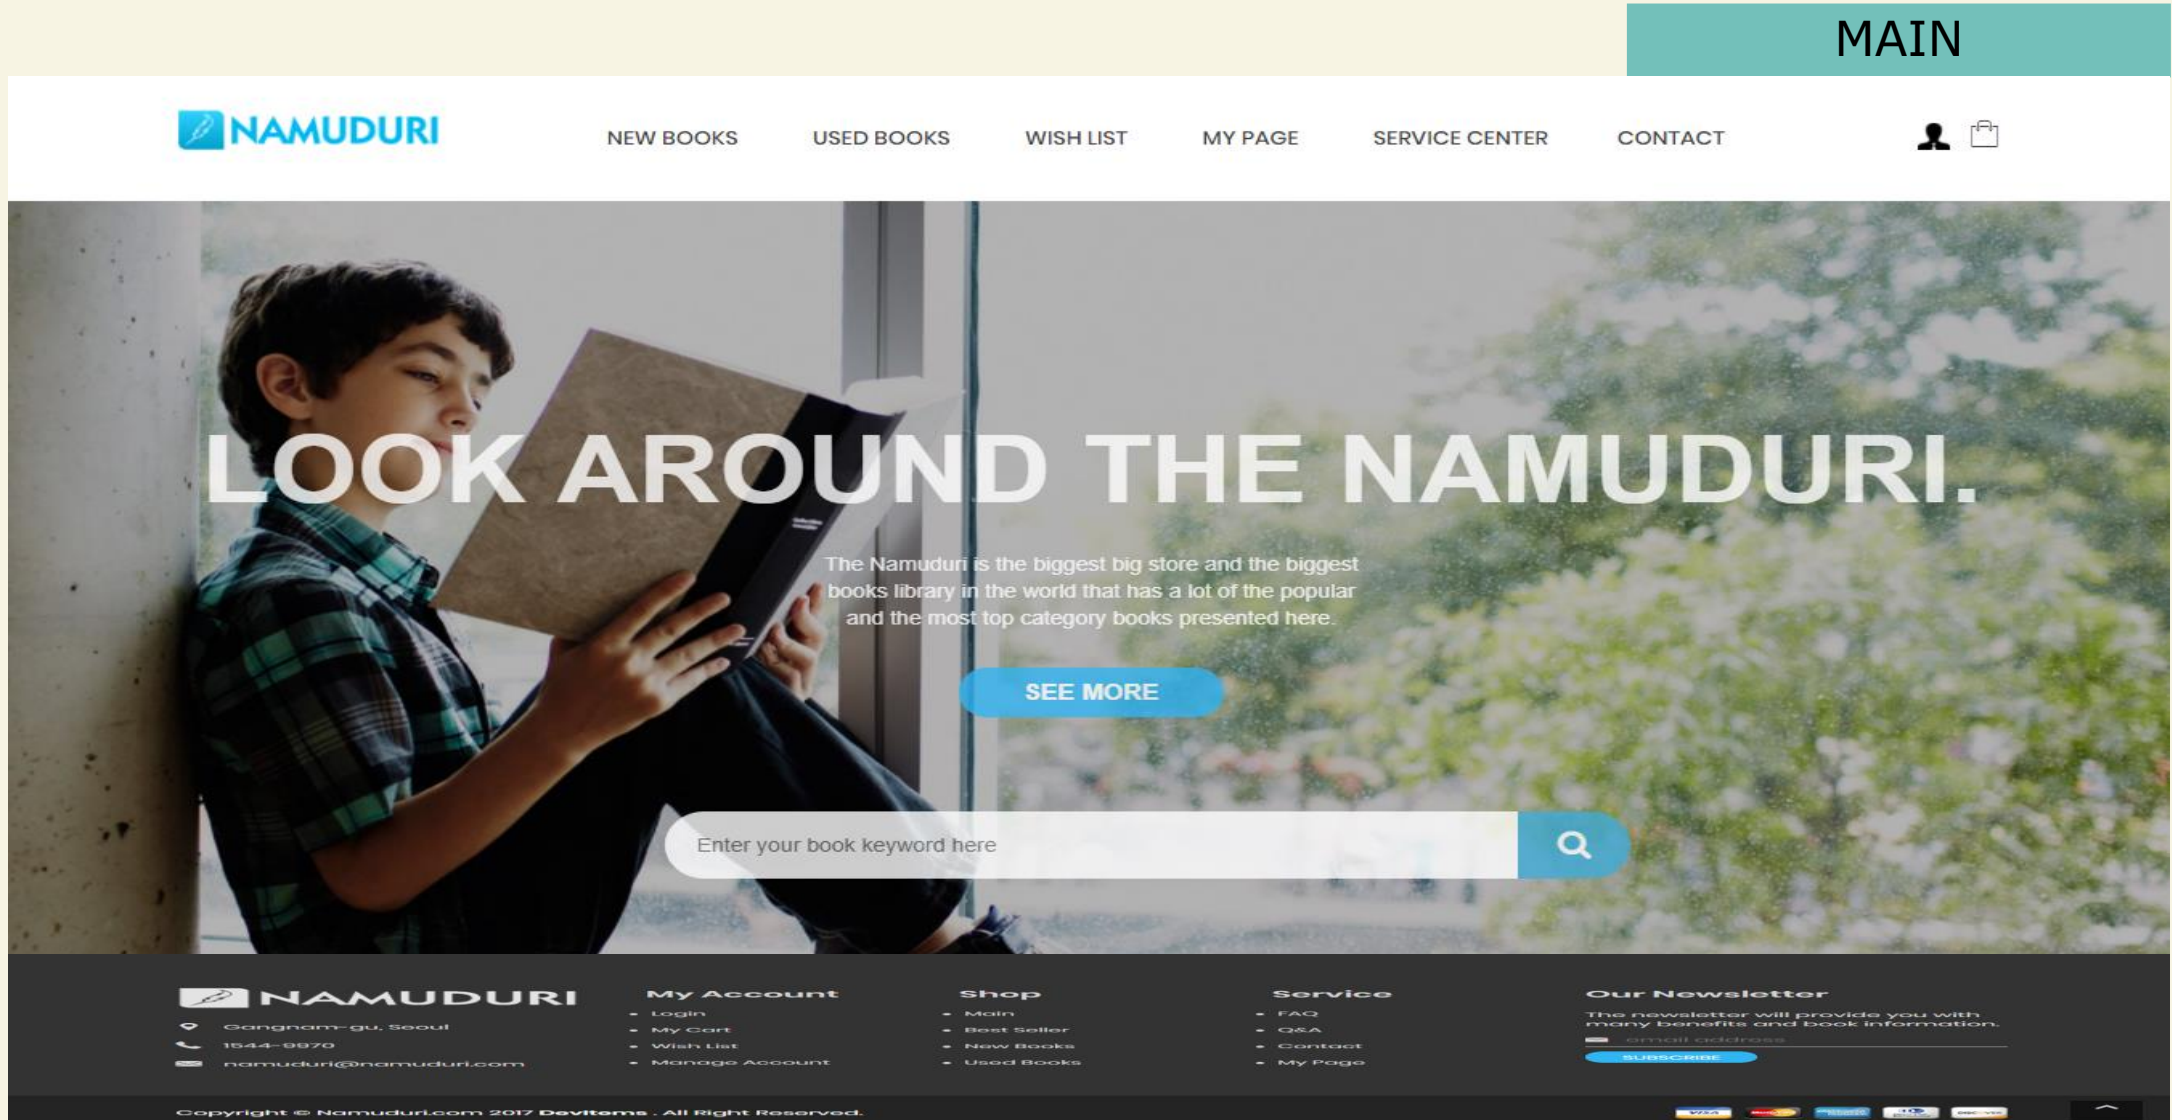 MAIN
NAMUDURI
NEW BOOKS USED BOOKS WISH LIST MY PAGE SERVICE CENTER CONTACT
LOOK AROUND THE NAMUDURI.
The Namuduri is the biggest big store and the biggest
books library in the world that has a lot of the popular
and the most top category books presented here.
SEE MORE
Enter your book keyword here
NAMUDURI
Gangnam-gu, Seoul
1544-9970
namuduri@namuduri.com
My Account
Login
My Cart
Wish List
Manage Account
Shop
Main
Best Seller
New Books
Used Books
Service
FAQ
Q&A
Contact
My Page
Our Newsletter
The newsletter will provide you with
many benefits and book information.
email address
SUBSCRIBE
Copyright © Namuduri.com 2017 DevItems . All Right Reserved.
VISA